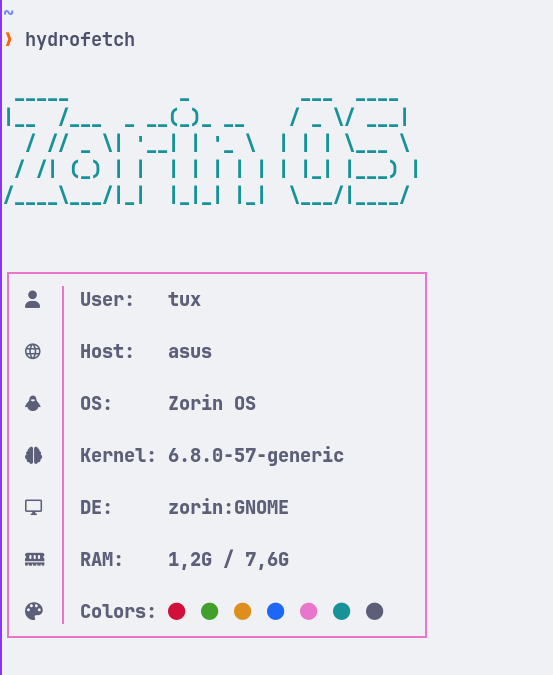 ~
❯ hydrofetch
Zorin OS
User: tux
Host: asus
OS: Zorin OS
Kernel: 6.8.0-57-generic
DE: zorin:GNOME
RAM: 1,2G / 7,6G
Colors: